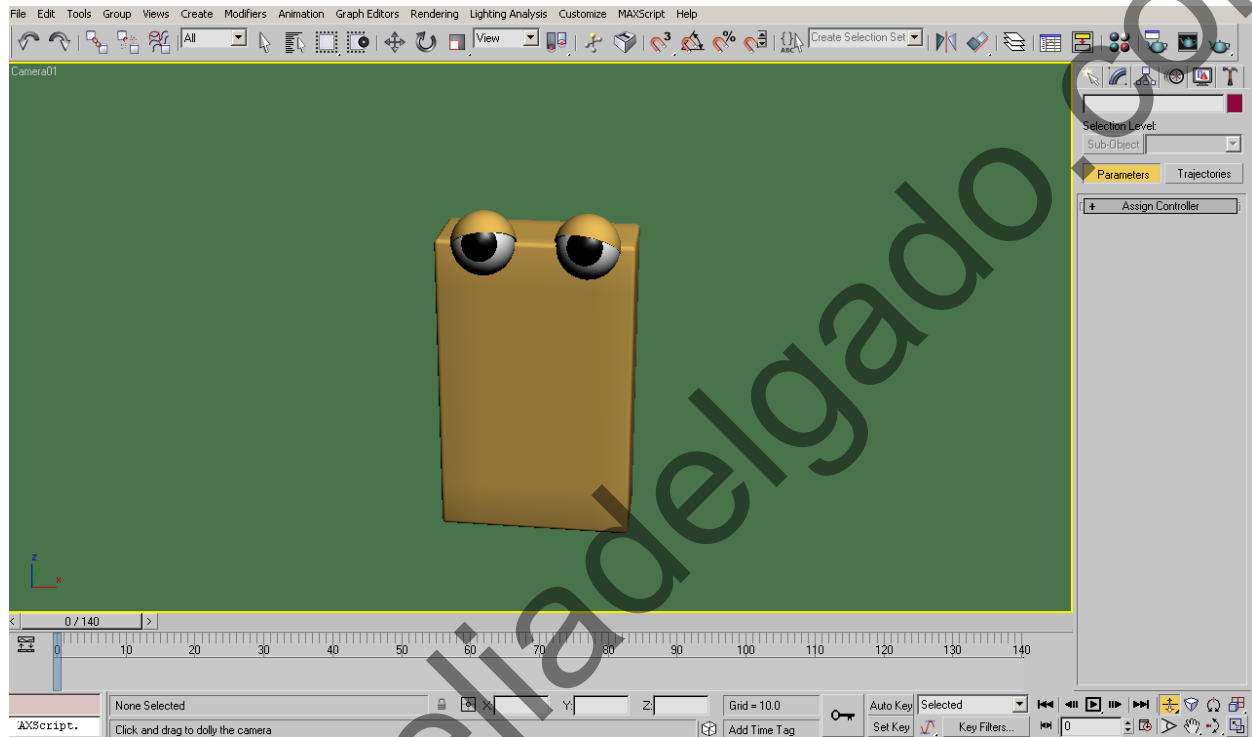 File Edit Tools Group Views Create Modifiers Animation Graph Editors Rendering Lighting Analysis Customize MAXScript Help
All View 3 % {} ABC Create Selection Set
Camera01
Selection Level:
Sub-Object
Parameters Trajectories
+ Assign Controller
z
x
< 0 / 140 >
0 10 20 30 40 50 60 70 80 90 100 110 120 130 140
None Selected X: Y: Z: Grid = 10.0 Auto Key Selected
AXScript. Click and drag to dolly the camera Add Time Tag Set Key Key Filters... 0
eliadelgado.co